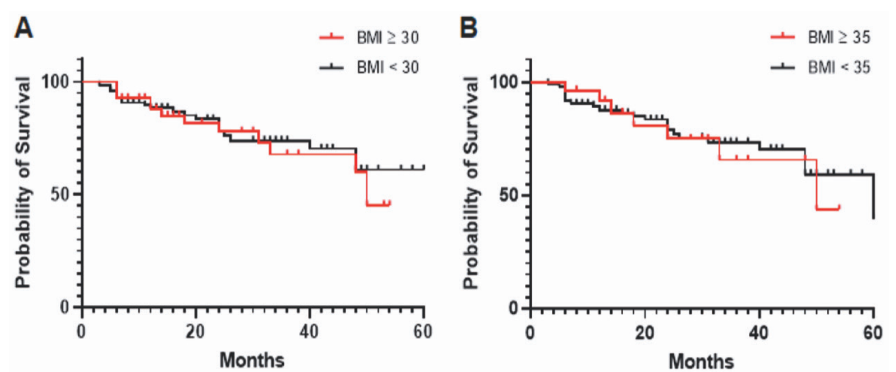 A
BMI ≥ 30
BMI < 30
Probability of Survival
100
50
0
0 20 40 60
Months
B
BMI ≥ 35
BMI < 35
Probability of Survival
100
50
0
0 20 40 60
Months